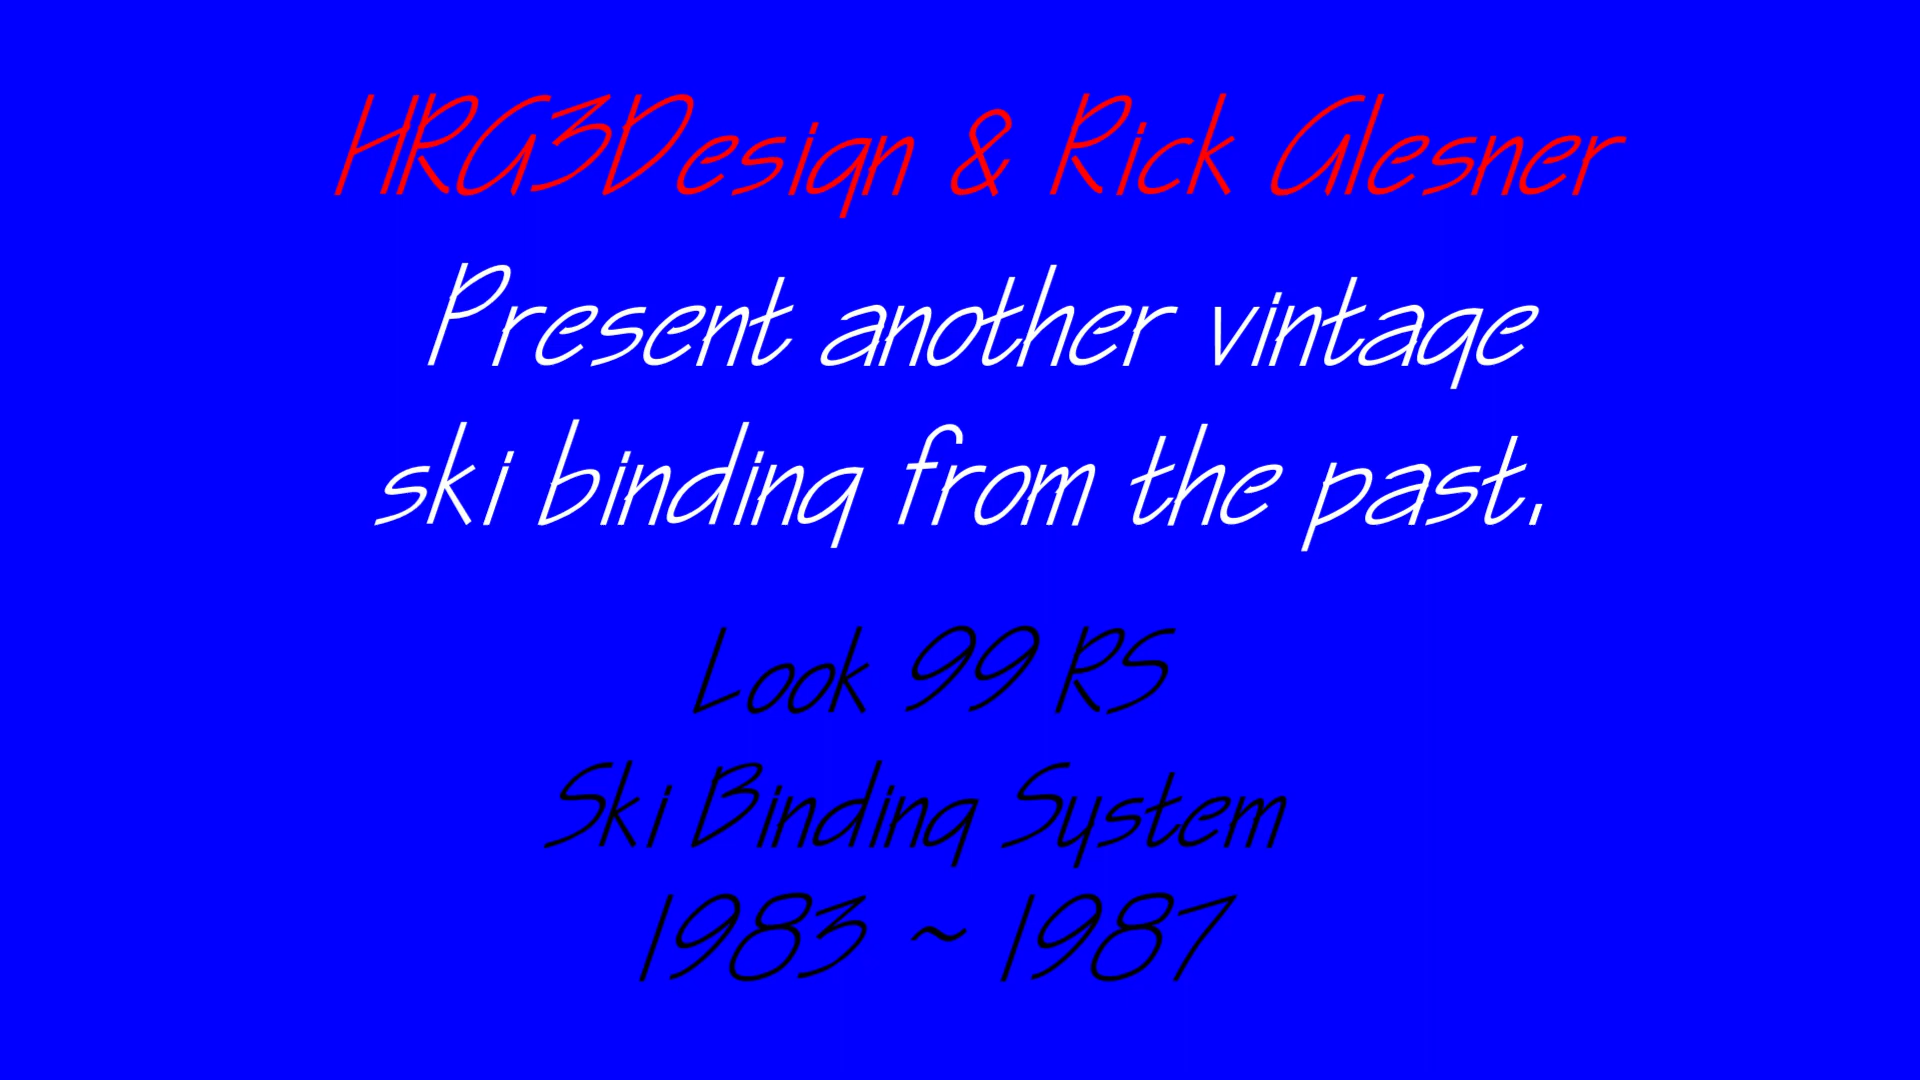 HRG3Design & Rick Glesner
Present another vintage
ski binding from the past.
Look 99 RS
Ski Binding System
1983 ~ 1987